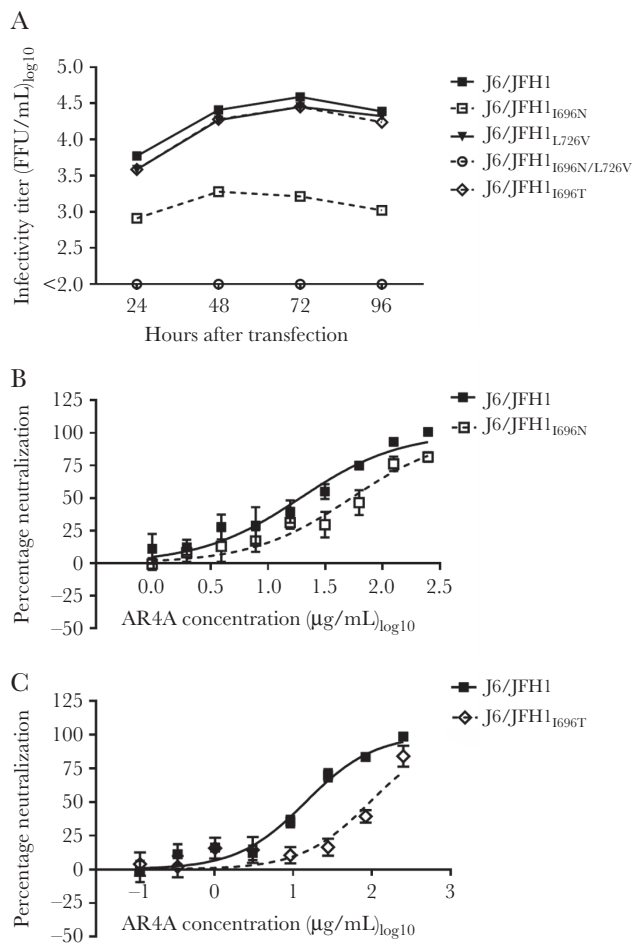 A
Infectivity titer (FFU/mL)log10
5.0
4.5
4.0
3.5
3.0
2.5
<2.0
24 48 72 96
Hours after transfection
J6/JFH1
J6/JFH1I696N
J6/JFH1L726V
J6/JFH1I696N/L726V
J6/JFH1I696T
B
Percentage neutralization
125
100
75
50
25
0
−25
−50
0.0 0.5 1.0 1.5 2.0 2.5
AR4A concentration (μg/mL)log10
J6/JFH1
J6/JFH1I696N
C
Percentage neutralization
125
100
75
50
25
0
−25
−50
−1 0 1 2 3
AR4A concentration (μg/mL)log10
J6/JFH1
J6/JFH1I696T